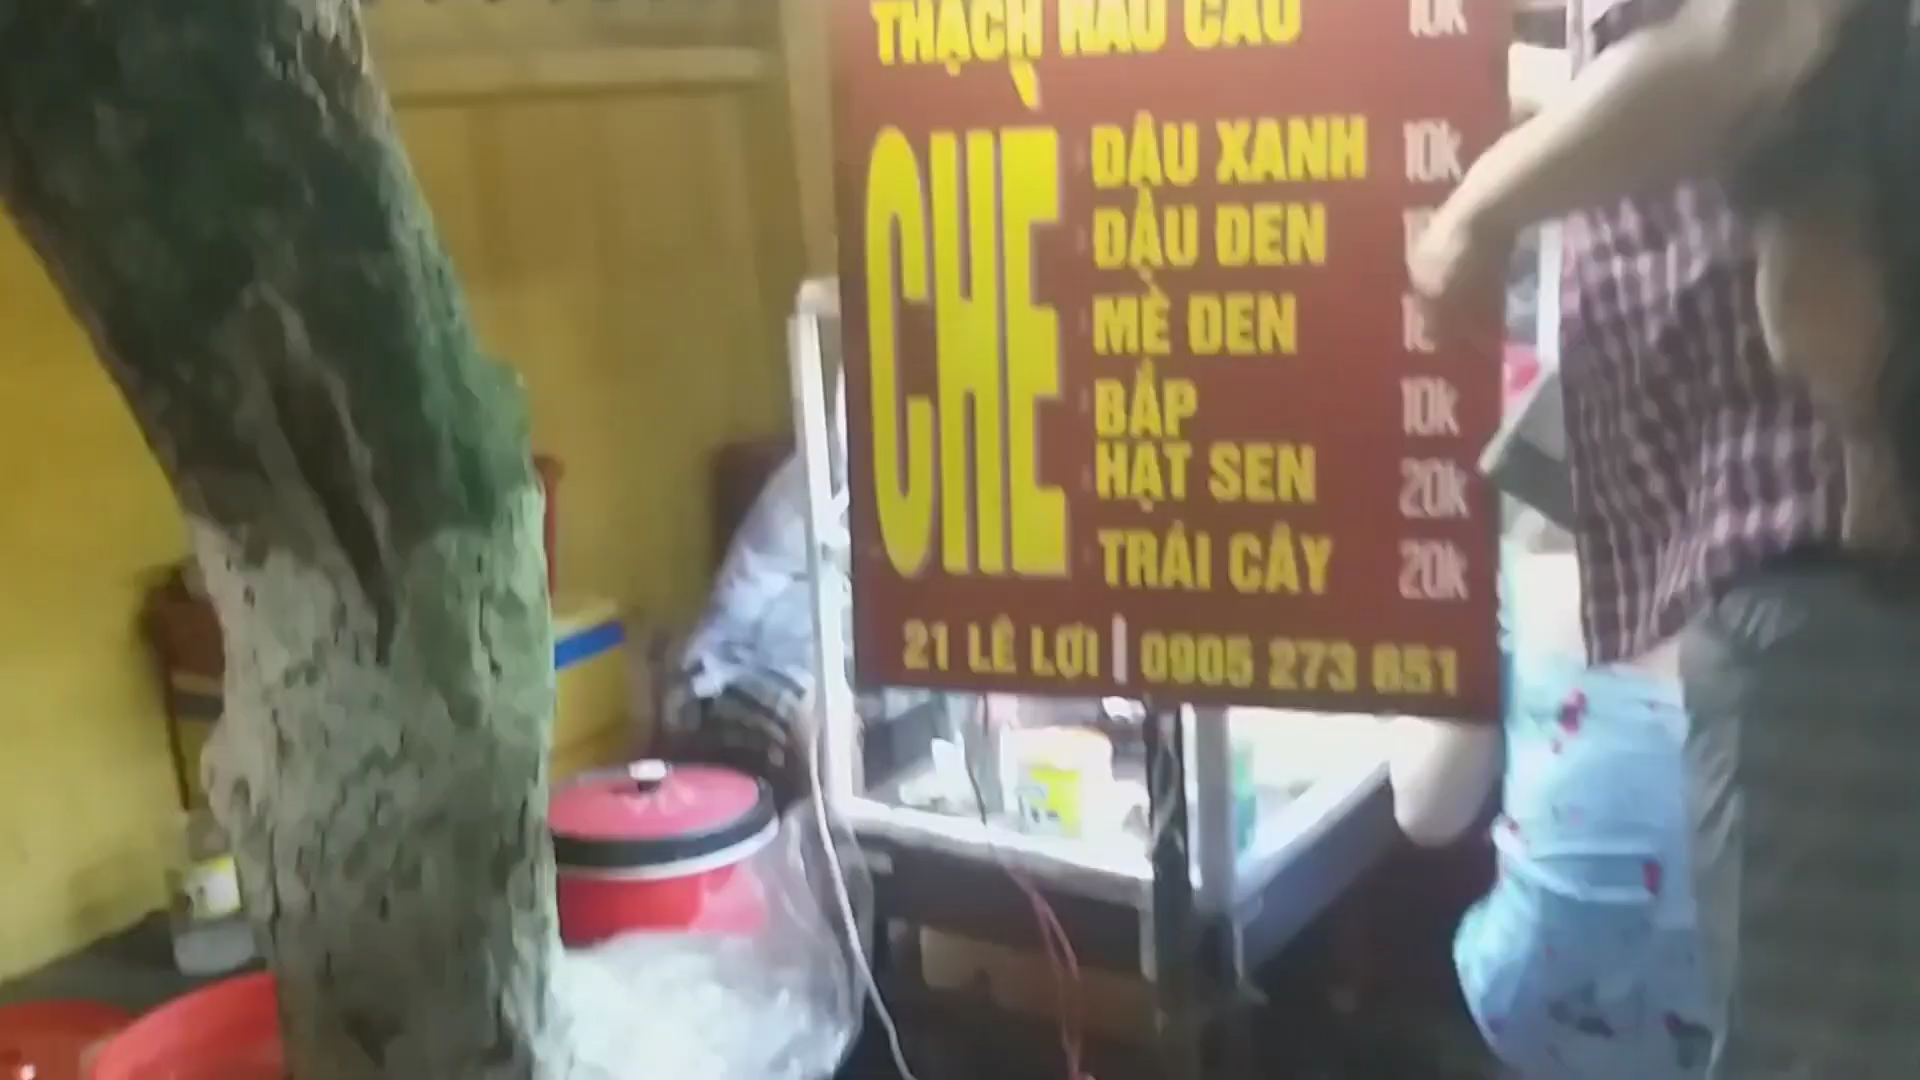 THẠCH RAU CÂU 10k
CHÈ
ĐẬU XANH 10k
ĐẬU ĐEN
MÈ ĐEN
BẮP 10k
HẠT SEN 20k
TRÁI CÂY 20k
21 LÊ LỢI | 0905 273 651